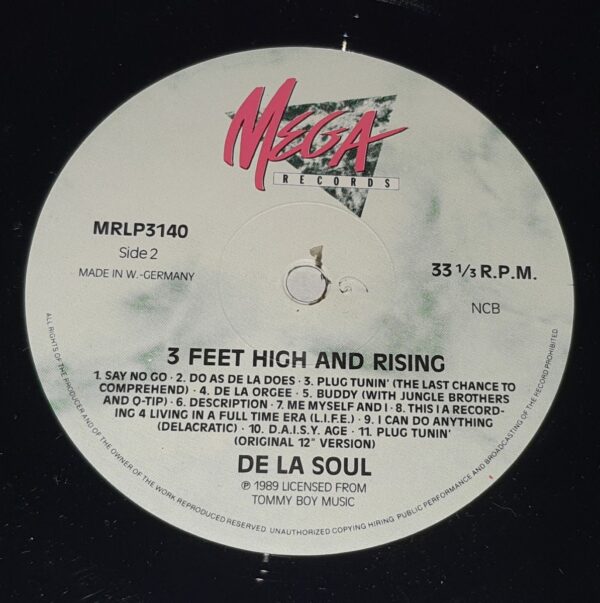 MEGA
RECORDS
MRLP3140
Side 2
MADE IN W.-GERMANY
33 1/3 R.P.M.
NCB
3 FEET HIGH AND RISING
1. SAY NO GO · 2. DO AS DE LA DOES · 3. PLUG TUNIN' (THE LAST CHANCE TO
COMPREHEND) · 4. DE LA ORGEE · 5. BUDDY (WITH JUNGLE BROTHERS
AND Q-TIP) · 6. DESCRIPTION · 7. ME MYSELF AND I · 8. THIS I A RECORD-
ING 4 LIVING IN A FULL TIME ERA (L.I.F.E.) · 9. I CAN DO ANYTHING
(DELACRATIC) · 10. D.A.I.S.Y. AGE · 11. PLUG TUNIN'
(ORIGINAL 12" VERSION)
DE LA SOUL
℗ 1989 LICENSED FROM
TOMMY BOY MUSIC
ALL RIGHTS OF THE PRODUCER AND OF THE OWNER OF THE WORK REPRODUCED RESERVED. UNAUTHORIZED COPYING HIRING, PUBLIC PERFORMANCE AND BROADCASTING OF THE RECORD PROHIBITED.